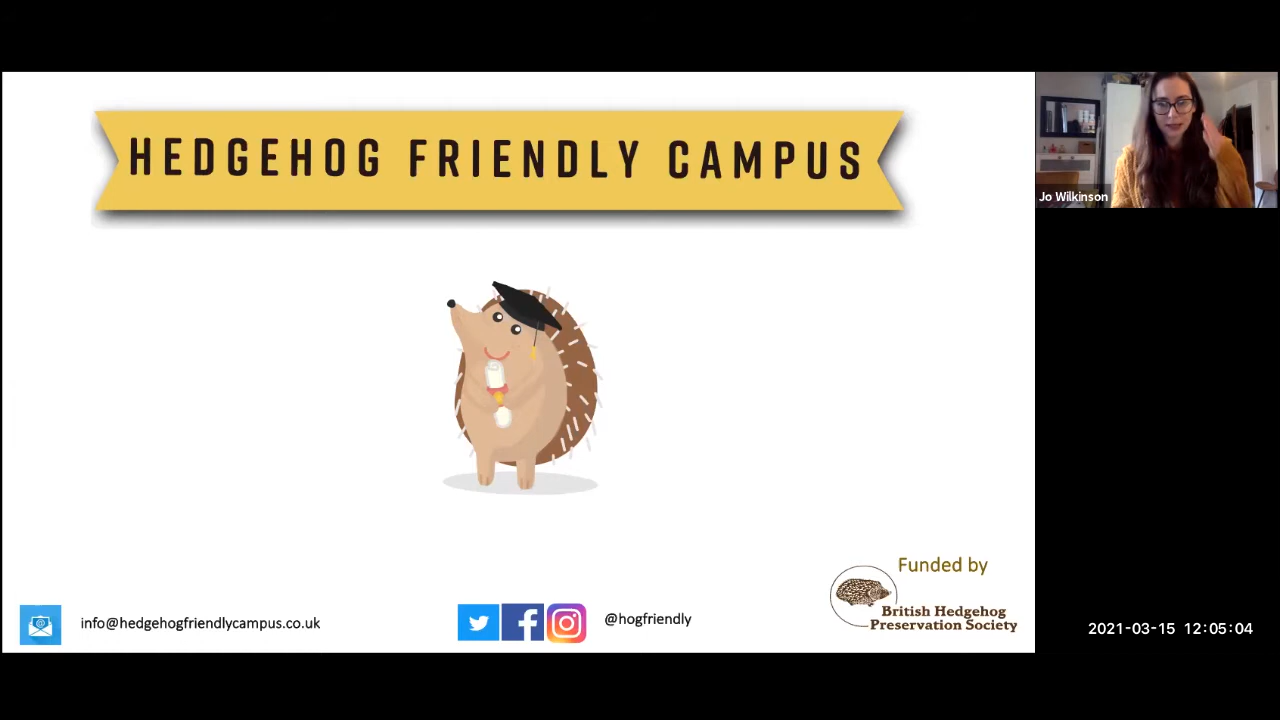 HEDGEHOG FRIENDLY CAMPUS
Jo Wilkinson
Funded by
British Hedgehog
Preservation Society
info@hedgehogfriendlycampus.co.uk
@hogfriendly
2021-03-15 12:05:04